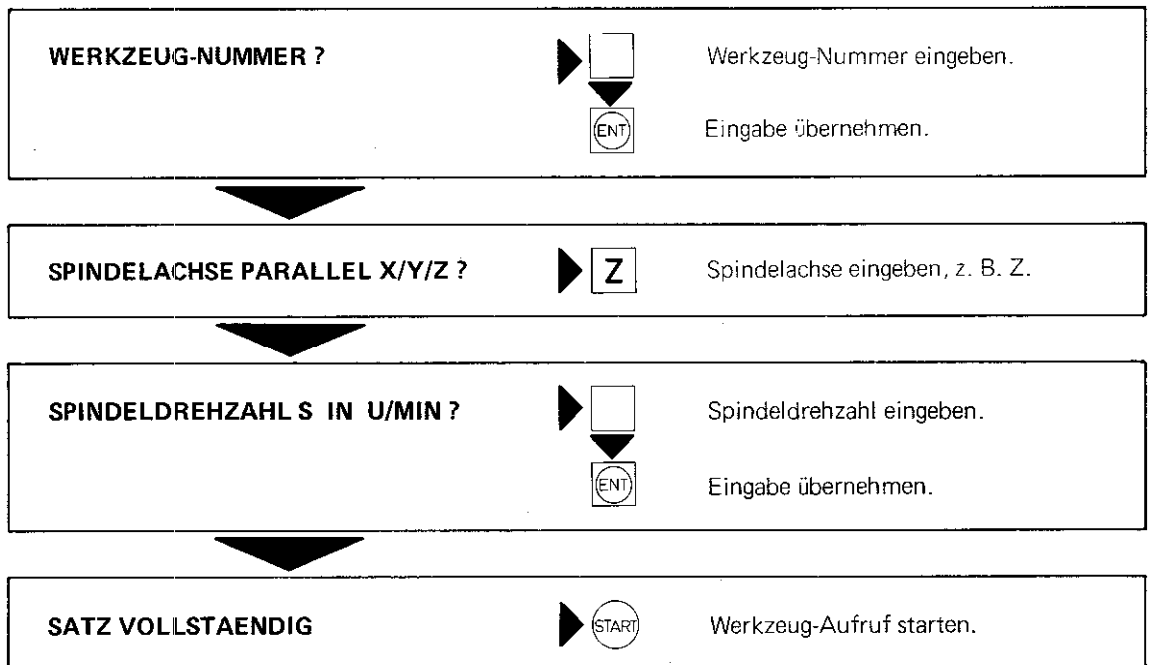 WERKZEUG-NUMMER ? Werkzeug-Nummer eingeben.
ENT Eingabe übernehmen.
SPINDELACHSE PARALLEL X/Y/Z ? Z Spindelachse eingeben, z. B. Z.
SPINDELDREHZAHL S IN U/MIN ? Spindeldrehzahl eingeben.
ENT Eingabe übernehmen.
SATZ VOLLSTAENDIG START Werkzeug-Aufruf starten.